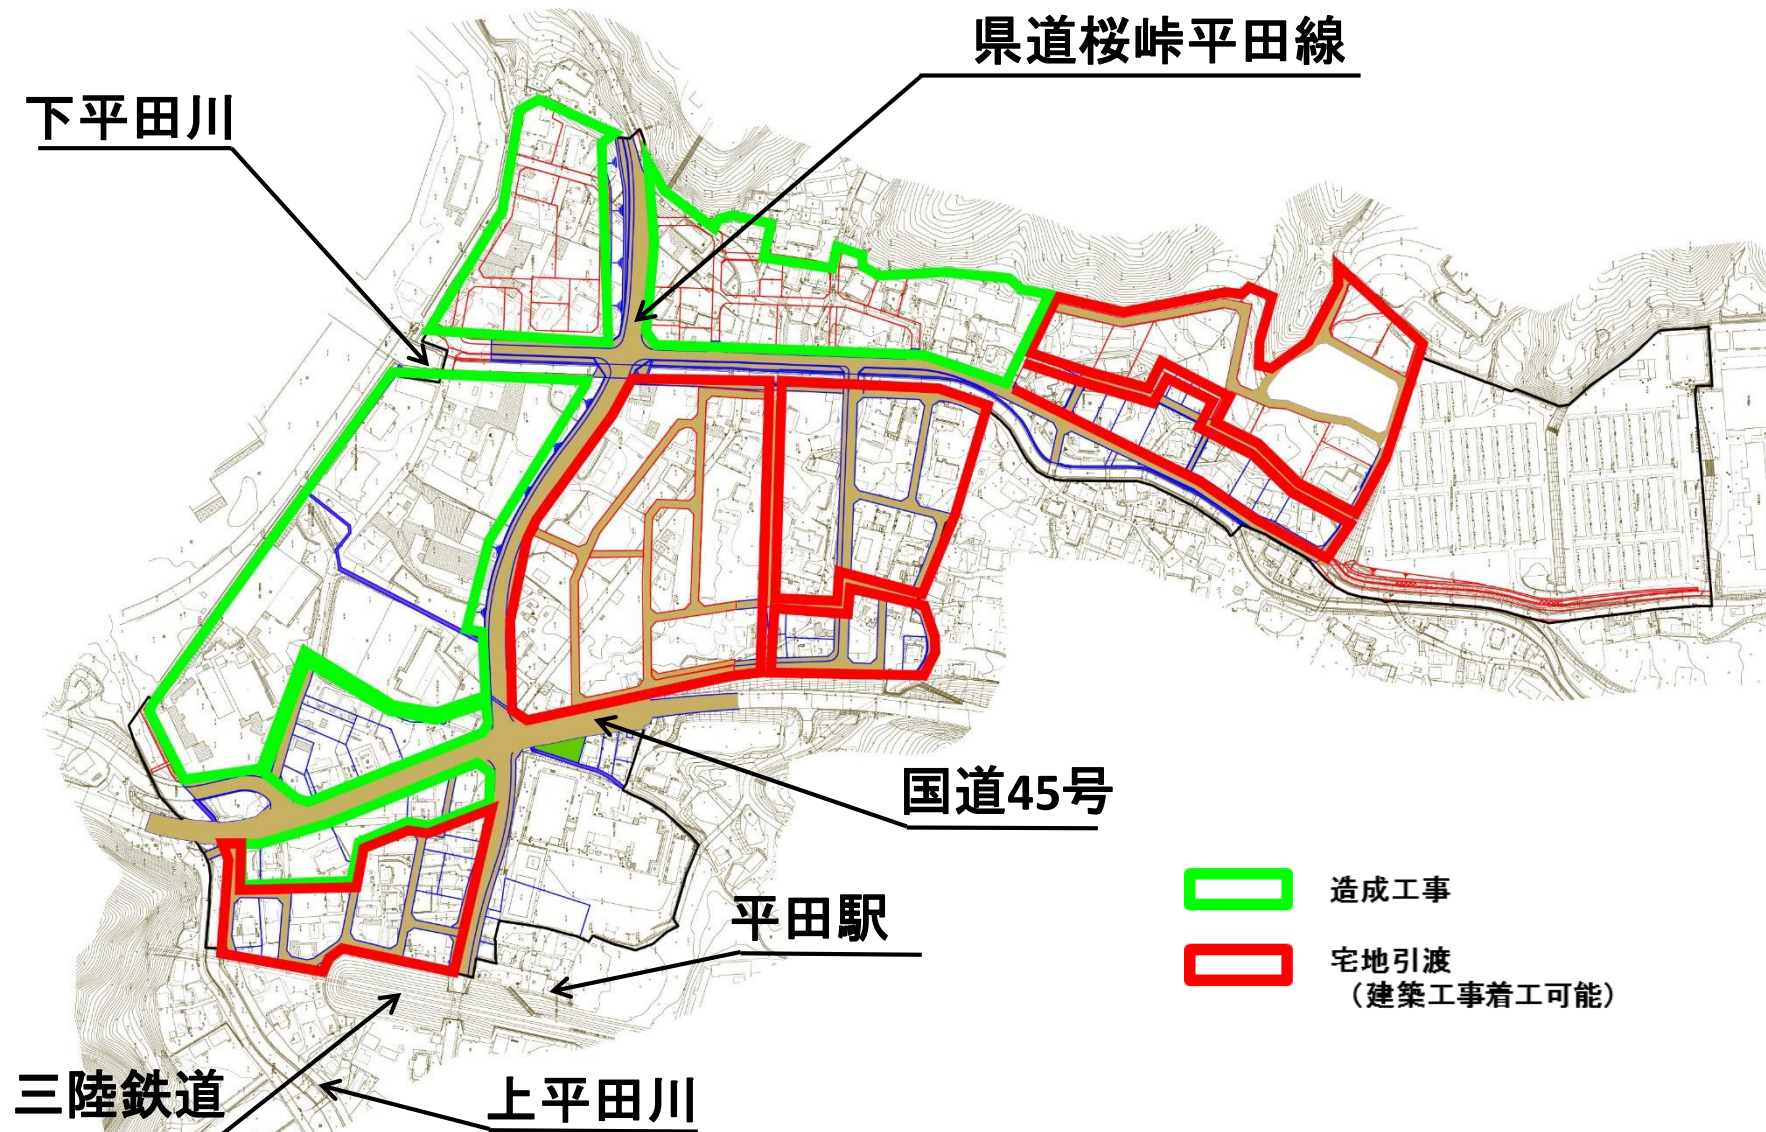 県道桜峠平田線
下平田川
国道45号
造成工事
平田駅
宅地引渡
（建築工事着工可能）
三陸鉄道
上平田川